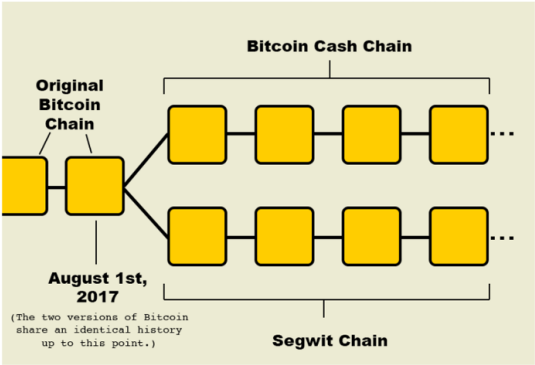 Bitcoin Cash Chain
Original
Bitcoin
Chain
August 1st,
2017
(The two versions of Bitcoin
share an identical history
up to this point.)
Segwit Chain